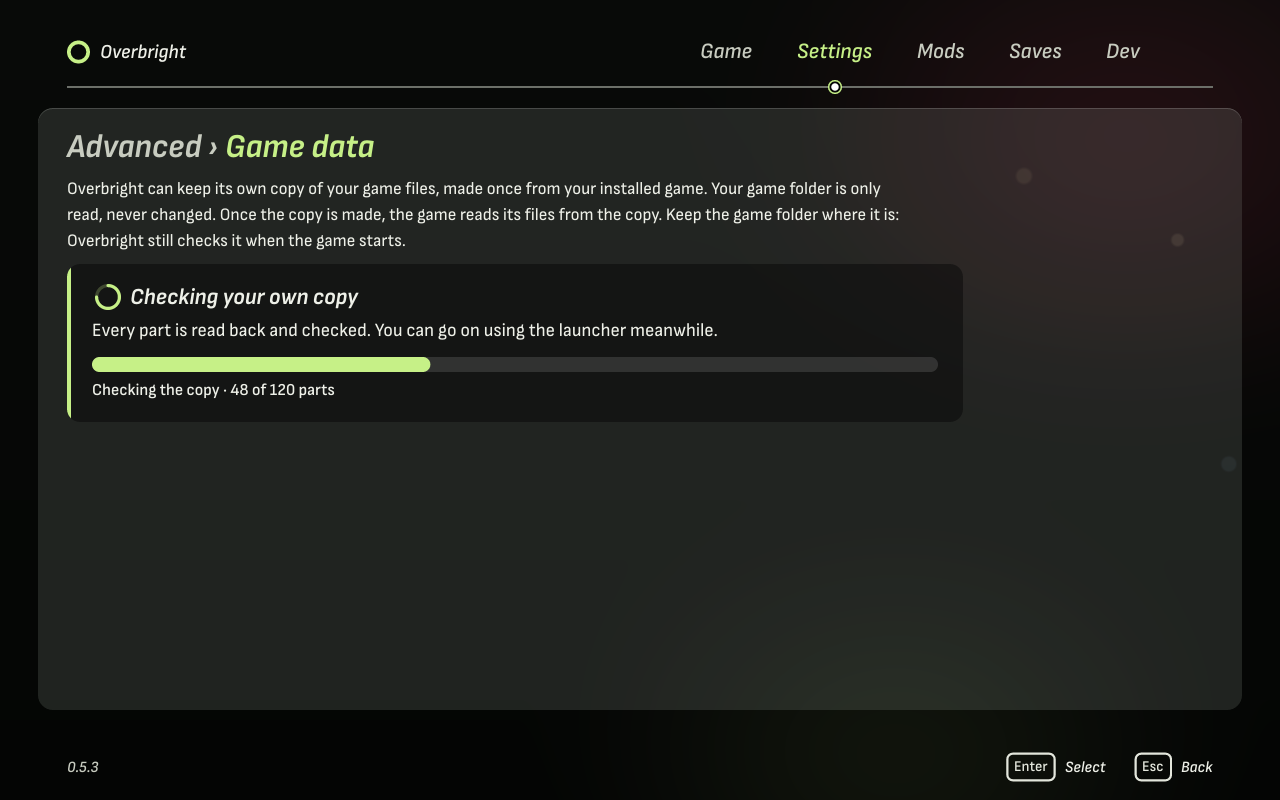 Overbright
Game
Settings
Mods
Saves
Dev
Advanced › Game data
Overbright can keep its own copy of your game files, made once from your installed game. Your game folder is only
read, never changed. Once the copy is made, the game reads its files from the copy. Keep the game folder where it is:
Overbright still checks it when the game starts.
Checking your own copy
Every part is read back and checked. You can go on using the launcher meanwhile.
Checking the copy · 48 of 120 parts
0.5.3
Enter Select
Esc Back